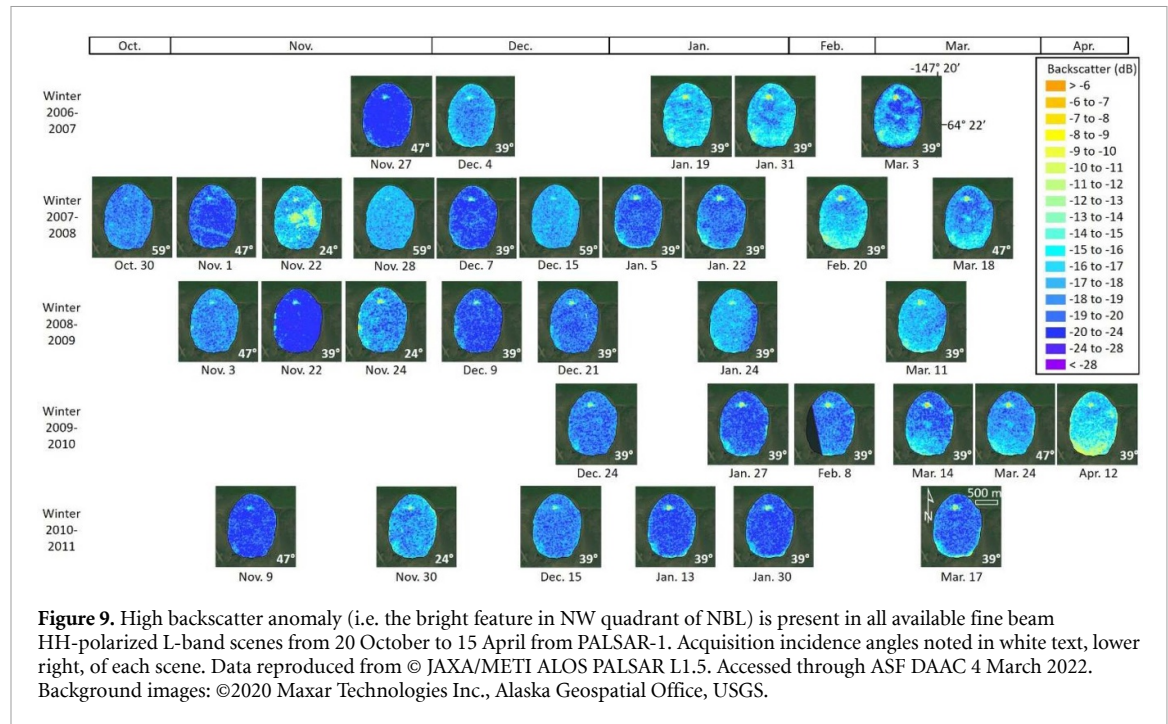 Oct. Nov. Dec. Jan. Feb. Mar. Apr.
-147° 20’
Backscatter (dB)
> -6
-6 to -7
-7 to -8
-8 to -9
-9 to -10
-10 to -11
-11 to -12
-12 to -13
-13 to -14
-14 to -15
-15 to -16
-16 to -17
-17 to -18
-18 to -19
-19 to -20
-20 to -24
-24 to -28
< -28
Winter
2006-
2007
64° 22’
47° 39° 39° 39° 39°
Nov. 27 Dec. 4 Jan. 19 Jan. 31 Mar. 3
Winter
2007-
2008
59° 47° 24° 59° 39° 59° 39° 39° 39° 47°
Oct. 30 Nov. 1 Nov. 22 Nov. 28 Dec. 7 Dec. 15 Jan. 5 Jan. 22 Feb. 20 Mar. 18
Winter
2008-
2009
47° 39° 24° 39° 39° 39° 39°
Nov. 3 Nov. 22 Nov. 24 Dec. 9 Dec. 21 Jan. 24 Mar. 11
Winter
2009-
2010
39° 39° 39° 39° 47° 39°
Dec. 24 Jan. 27 Feb. 8 Mar. 14 Mar. 24 Apr. 12
Winter
2010-
2011
500 m
N
47° 24° 39° 39° 39° 39°
Nov. 9 Nov. 30 Dec. 15 Jan. 13 Jan. 30 Mar. 17
Figure 9. High backscatter anomaly (i.e. the bright feature in NW quadrant of NBL) is present in all available fine beam
HH-polarized L-band scenes from 20 October to 15 April from PALSAR-1. Acquisition incidence angles noted in white text, lower
right, of each scene. Data reproduced from © JAXA/METI ALOS PALSAR L1.5. Accessed through ASF DAAC 4 March 2022.
Background images: ©2020 Maxar Technologies Inc., Alaska Geospatial Office, USGS.